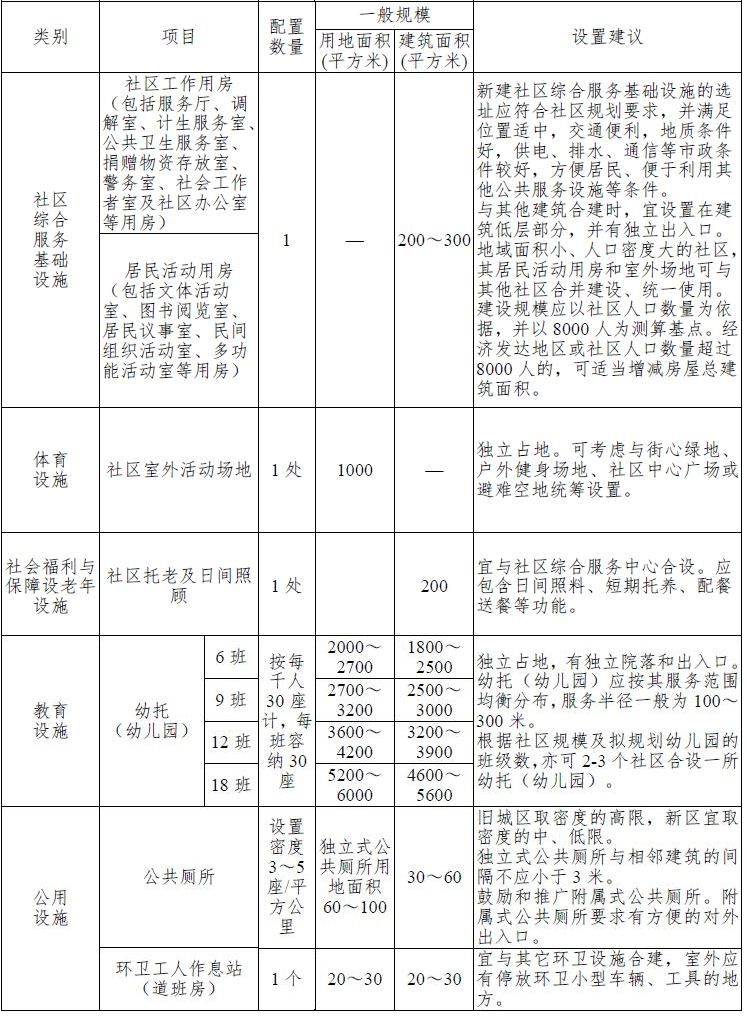 类别
项目
配置
数量
一般规模
用地面积
(平方米)
建筑面积
(平方米)
设置建议
社区
综合
服务
基础
设施
社区工作用房
（包括服务厅、调
解室、计生服务室、
公共卫生服务室、
捐赠物资存放室、
警务室、社会工作
者室及社区办公室
等用房）
居民活动用房
（包括文体活动
室、图书阅览室、
居民议事室、民间
组织活动室、多功
能活动室等用房）
1
—
200～300
新建社区综合服务基础设施的选
址应符合社区规划要求，并满足
位置适中，交通便利，地质条件
好，供电、排水、通信等市政条
件较好，方便居民、便于利用其
他公共服务设施等条件。
与其他建筑合建时，宜设置在建
筑低层部分，并有独立出入口。
地域面积小、人口密度大的社区，
其居民活动用房和室外场地可与
其他社区合并建设、统一使用。
建设规模应以社区人口数量为依
据，并以 8000 人为测算基点。经
济发达地区或社区人口数量超过
8000 人的，可适当增减房屋总建
筑面积。
体育
设施
社区室外活动场地
1 处
1000
—
独立占地。可考虑与街心绿地、
户外健身场地、社区中心广场或
避难空地统筹设置。
社会福利与
保障设老年
设施
社区托老及日间照
顾
1 处
200
宜与社区综合服务中心合设。应
包含日间照料、短期托养、配餐
送餐等功能。
教育
设施
幼托
（幼儿园）
6 班
9 班
12 班
18 班
按每
千人
30 座
计，每
班容
纳 30
座
2000～
2700
1800～
2500
2700～
3200
2500～
3000
3600～
4200
3200～
3900
5200～
6000
4600～
5600
独立占地，有独立院落和出入口。
幼托（幼儿园）应按其服务范围
均衡分布，服务半径一般为 100～
300 米。
根据社区规模及拟规划幼儿园的
班级数，亦可 2-3 个社区合设一所
幼托（幼儿园）。
公用
设施
公共厕所
设置
密度
3～5
座/平
方公
里
独立式公
共厕所用
地面积
60～100
30～60
旧城区取密度的高限，新区宜取
密度的中、低限。
独立式公共厕所与相邻建筑的间
隔不应小于 3 米。
鼓励和推广附属式公共厕所。附
属式公共厕所要求有方便的对外
出入口。
环卫工人作息站
（道班房）
1 个
20～30
20～30
宜与其它环卫设施合建，室外应
有停放环卫小型车辆、工具的地
方。